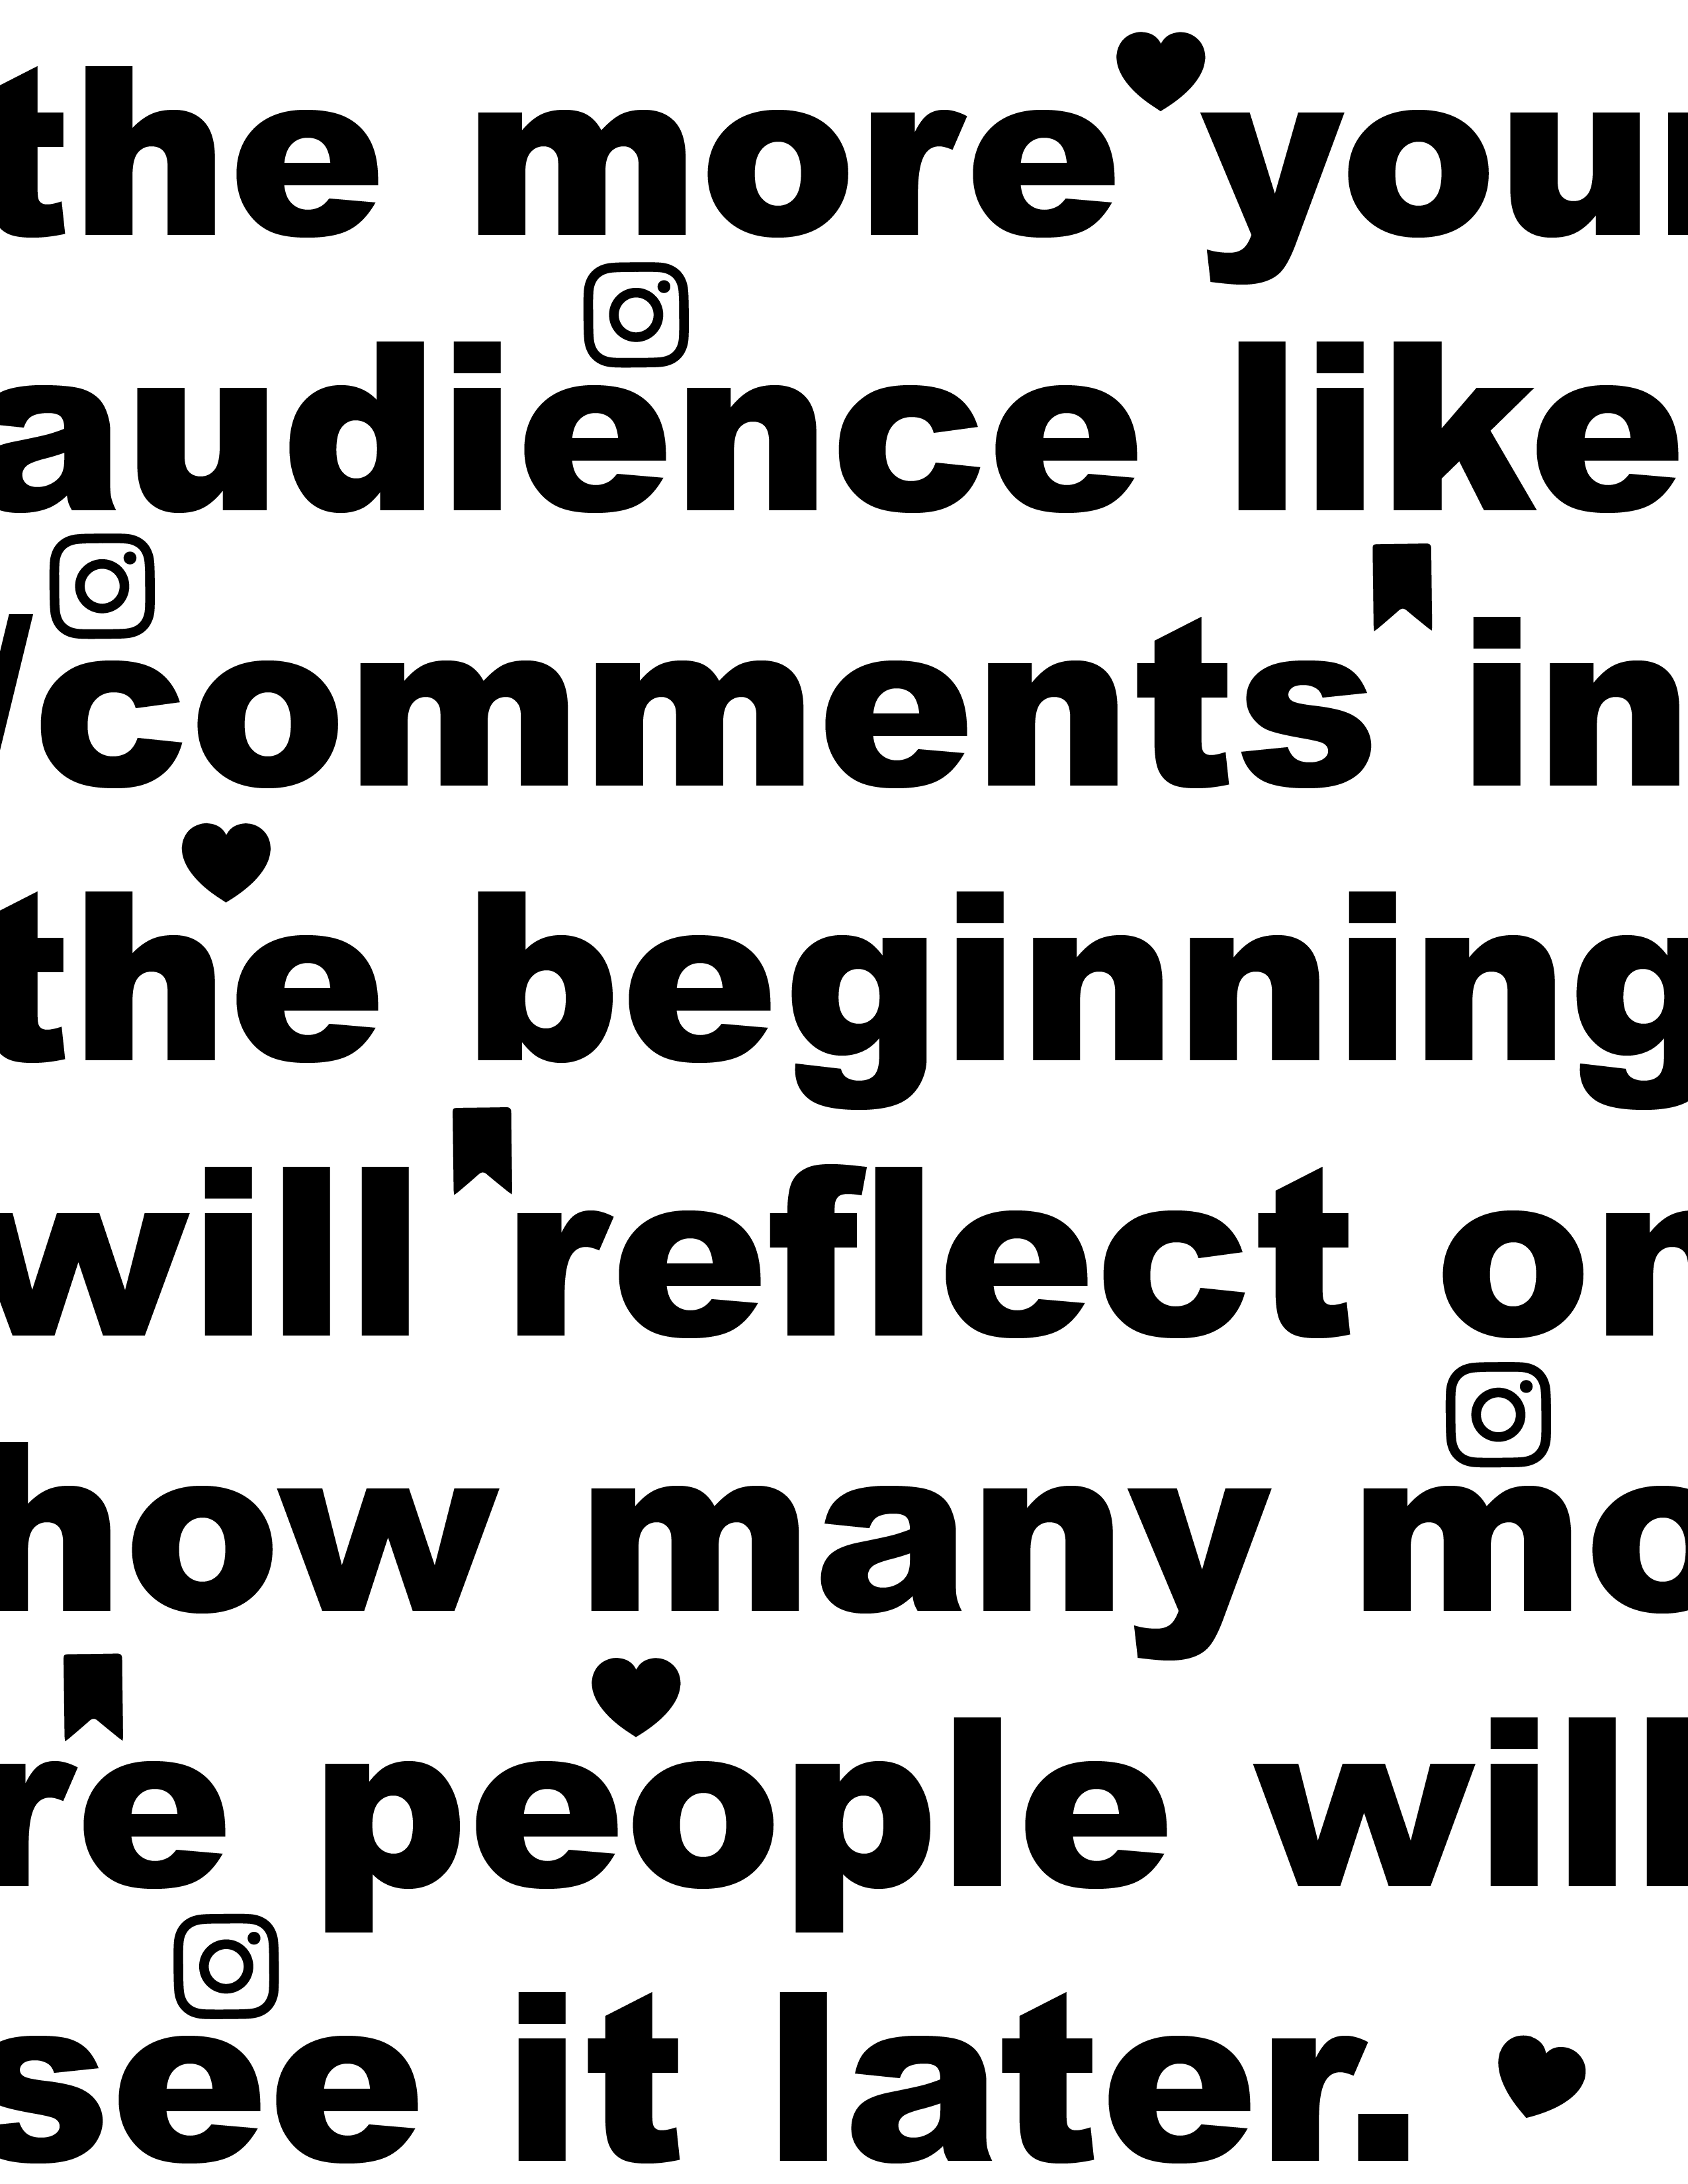 the more your
audience like
/comments in
the beginning
will reflect on
how many mo
re people will
see it later.